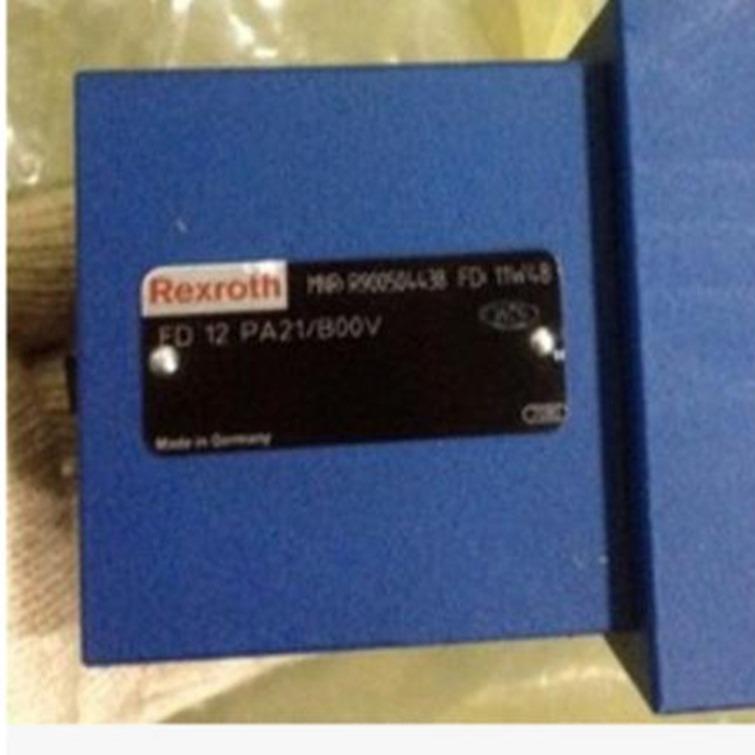 Rexroth MNR: R900504438 FD: 11W48
FD 12 PA21/B00V
Made in Germany